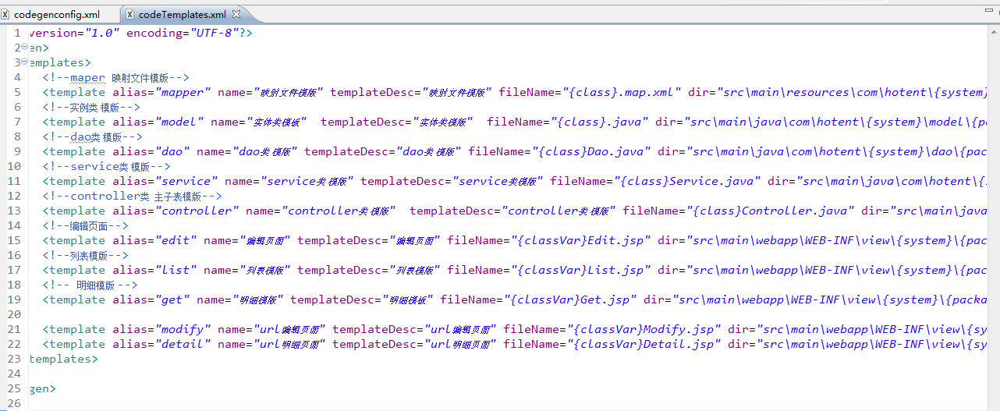 codegenconfig.xml codeTemplates.xml
1 version="1.0" encoding="UTF-8"?>
2 en>
3 emplates>
4 <!--maper 映射文件模版-->
5 <template alias="mapper" name="映射文件模版" templateDesc="映射文件模版" fileName="{class}.map.xml" dir="src\main\resources\com\hotent\{system}
6 <!--实例类 模版-->
7 <template alias="model" name="实体类模板" templateDesc="实体类模版" fileName="{class}.java" dir="src\main\java\com\hotent\{system}\model\{p
8 <!--dao类 模版-->
9 <template alias="dao" name="dao类 模版" templateDesc="dao类 模版" fileName="{class}Dao.java" dir="src\main\java\com\hotent\{system}\dao\{pac
10 <!--service类 模版-->
11 <template alias="service" name="service类 模版" templateDesc="service类模版" fileName="{class}Service.java" dir="src\main\java\com\hotent\{
12 <!--controller类 主子表模版-->
13 <template alias="controller" name="controller类 模版" templateDesc="controller类 模版" fileName="{class}Controller.java" dir="src\main\java
14 <!--编辑页面-->
15 <template alias="edit" name="编辑页面" templateDesc="编辑页面" fileName="{classVar}Edit.jsp" dir="src\main\webapp\WEB-INF\view\{system}\{pac
16 <!--列表模版-->
17 <template alias="list" name="列表模版" templateDesc="列表模版" fileName="{classVar}List.jsp" dir="src\main\webapp\WEB-INF\view\{system}\{pac
18 <!-- 明细模版 -->
19 <template alias="get" name="明细模版" templateDesc="明细模板" fileName="{classVar}Get.jsp" dir="src\main\webapp\WEB-INF\view\{system}\{packa
20
21 <template alias="modify" name="url编辑页面" templateDesc="url编辑页面" fileName="{classVar}Modify.jsp" dir="src\main\webapp\WEB-INF\view\{sy
22 <template alias="detail" name="url明细页面" templateDesc="url明细页面" fileName="{classVar}Detail.jsp" dir="src\main\webapp\WEB-INF\view\{sy
23 templates>
24
25 gen>
26